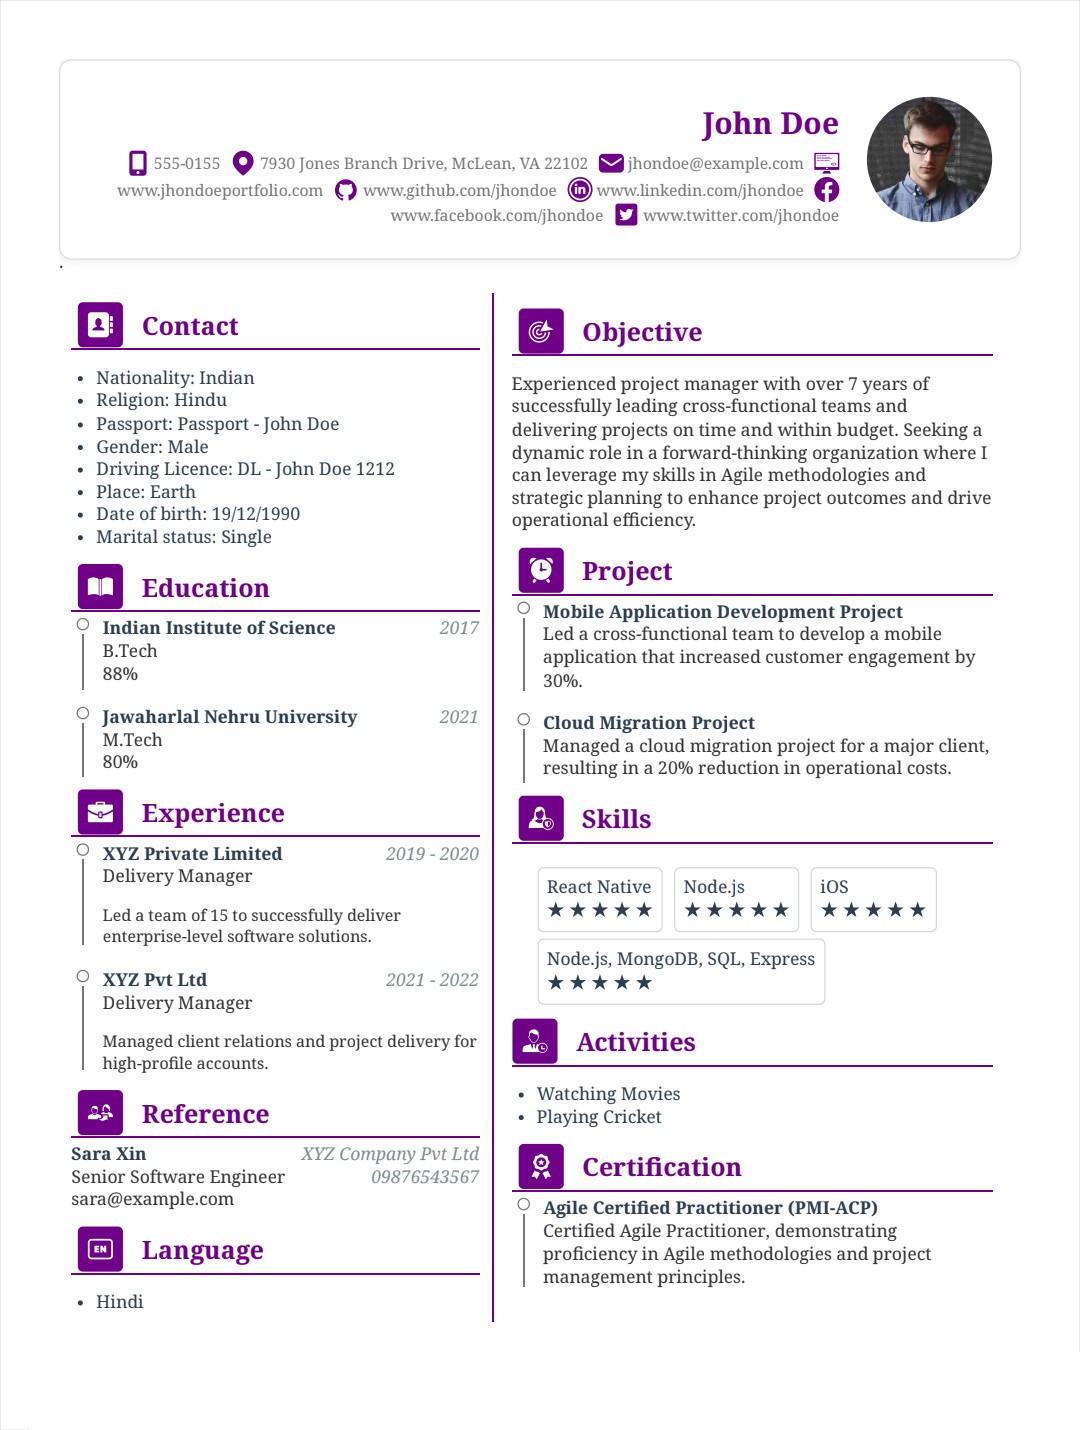 John Doe
555-0155 7930 Jones Branch Drive, McLean, VA 22102 jhondoe@example.com
www.jhondoeportfolio.com www.github.com/jhondoe www.linkedin.com/jhondoe
www.facebook.com/jhondoe www.twitter.com/jhondoe
.
Contact
• Nationality: Indian
• Religion: Hindu
• Passport: Passport - John Doe
• Gender: Male
• Driving Licence: DL - John Doe 1212
• Place: Earth
• Date of birth: 19/12/1990
• Marital status: Single
Education
Indian Institute of Science 2017
B.Tech
88%
Jawaharlal Nehru University 2021
M.Tech
80%
Experience
XYZ Private Limited 2019 - 2020
Delivery Manager
Led a team of 15 to successfully deliver
enterprise-level software solutions.
XYZ Pvt Ltd 2021 - 2022
Delivery Manager
Managed client relations and project delivery for
high-profile accounts.
Reference
Sara Xin XYZ Company Pvt Ltd
Senior Software Engineer 09876543567
sara@example.com
EN Language
• Hindi
Objective
Experienced project manager with over 7 years of
successfully leading cross-functional teams and
delivering projects on time and within budget. Seeking a
dynamic role in a forward-thinking organization where I
can leverage my skills in Agile methodologies and
strategic planning to enhance project outcomes and drive
operational efficiency.
Project
Mobile Application Development Project
Led a cross-functional team to develop a mobile
application that increased customer engagement by
30%.
Cloud Migration Project
Managed a cloud migration project for a major client,
resulting in a 20% reduction in operational costs.
Skills
React Native Node.js iOS
★★★★★ ★★★★★ ★★★★★
Node.js, MongoDB, SQL, Express
★★★★★
Activities
• Watching Movies
• Playing Cricket
Certification
Agile Certified Practitioner (PMI-ACP)
Certified Agile Practitioner, demonstrating
proficiency in Agile methodologies and project
management principles.